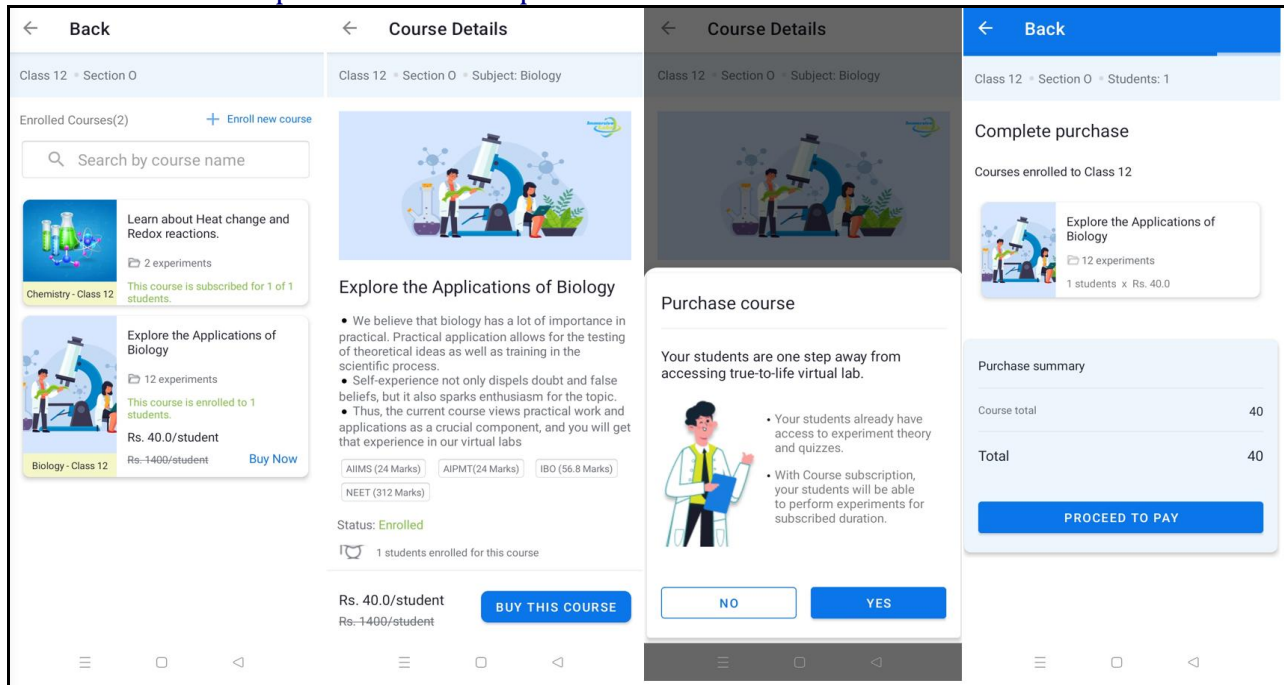 Back
Class 12 • Section O
Enrolled Courses(2)
+ Enroll new course
Search by course name
Learn about Heat change and
Redox reactions.
2 experiments
This course is subscribed for 1 of 1
students.
Chemistry - Class 12
Explore the Applications of
Biology
12 experiments
This course is enrolled to 1
students.
Rs. 40.0/student
Rs. 1400/student
Buy Now
Biology - Class 12
Course Details
Class 12 • Section O • Subject: Biology
Explore the Applications of Biology
• We believe that biology has a lot of importance in
practical. Practical application allows for the testing
of theoretical ideas as well as training in the
scientific process.
• Self-experience not only dispels doubt and false
beliefs, but it also sparks enthusiasm for the topic.
• Thus, the current course views practical work and
applications as a crucial component, and you will get
that experience in our virtual labs
AIIMS (24 Marks) AIPMT(24 Marks) IBO (56.8 Marks)
NEET (312 Marks)
Status: Enrolled
1 students enrolled for this course
Rs. 40.0/student
Rs. 1400/student
BUY THIS COURSE
Course Details
Class 12 • Section O • Subject: Biology
Purchase course
Your students are one step away from
accessing true-to-life virtual lab.
• Your students already have
access to experiment theory
and quizzes.
• With Course subscription,
your students will be able
to perform experiments for
subscribed duration.
NO
YES
Back
Class 12 • Section O • Students: 1
Complete purchase
Courses enrolled to Class 12
Explore the Applications of
Biology
12 experiments
1 students x Rs. 40.0
Purchase summary
Course total 40
Total 40
PROCEED TO PAY